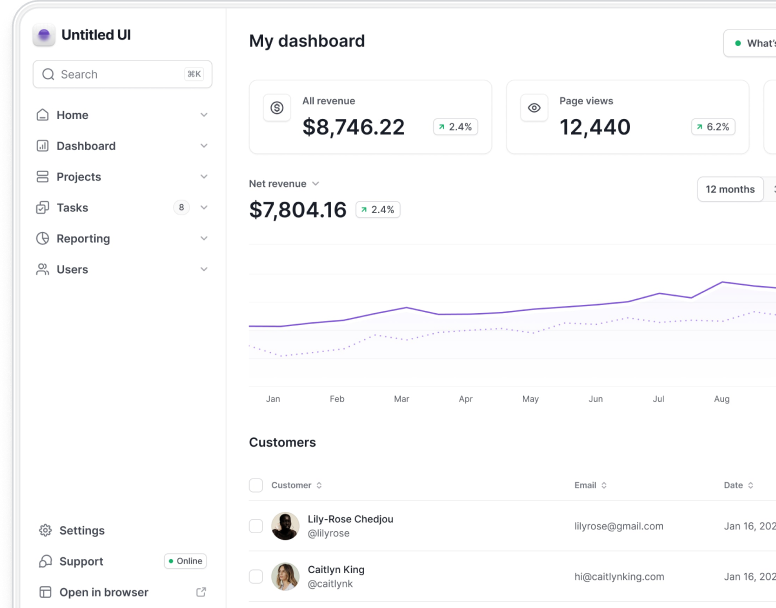 Untitled UI
Search
⌘K
Home
Dashboard
Projects
Tasks
8
Reporting
Users
Settings
Support
Online
Open in browser
My dashboard
What's
All revenue
$8,746.22
2.4%
Page views
12,440
6.2%
Net revenue
$7,804.16
2.4%
12 months
Jan Feb Mar Apr May Jun Jul Aug
Customers
Customer Email Date
Lily-Rose Chedjou
@lilyrose
lilyrose@gmail.com
Jan 16, 202
Caitlyn King
@caitlynk
hi@caitlynking.com
Jan 16, 202